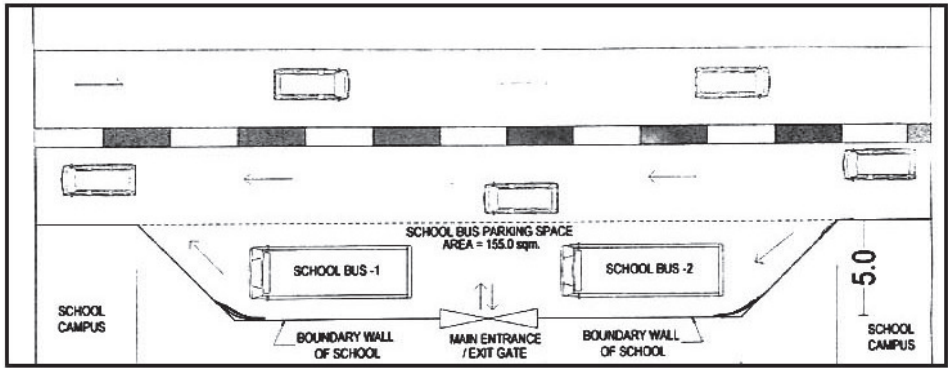 SCHOOL BUS PARKING SPACE
AREA = 155.0 sqm.
SCHOOL BUS -1
SCHOOL BUS -2
5.0
SCHOOL
CAMPUS
BOUNDARY WALL
OF SCHOOL
MAIN ENTRANCE
/ EXIT GATE
BOUNDARY WALL
OF SCHOOL
SCHOOL
CAMPUS